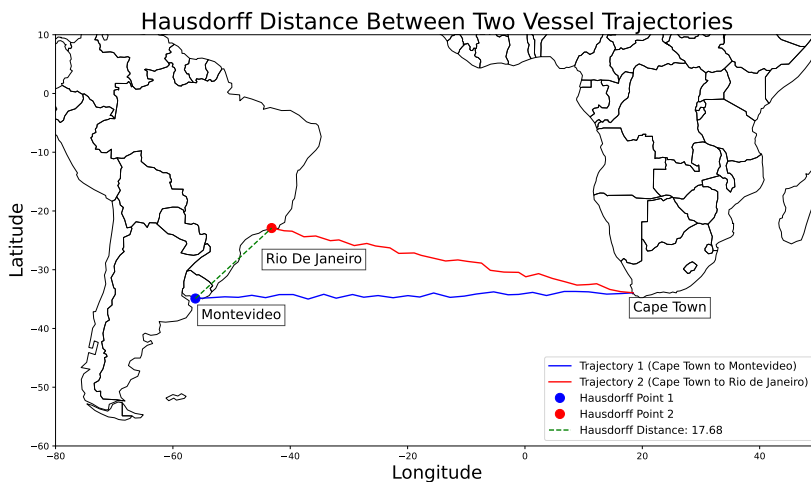 Hausdorff Distance Between Two Vessel Trajectories
Latitude
10
0
−10
−20
−30
−40
−50
−60
Rio De Janeiro
Montevideo
Cape Town
Trajectory 1 (Cape Town to Montevideo)
Trajectory 2 (Cape Town to Rio de Janeiro)
Hausdorff Point 1
Hausdorff Point 2
Hausdorff Distance: 17.68
−80
−60
−40
−20
0
20
40
Longitude